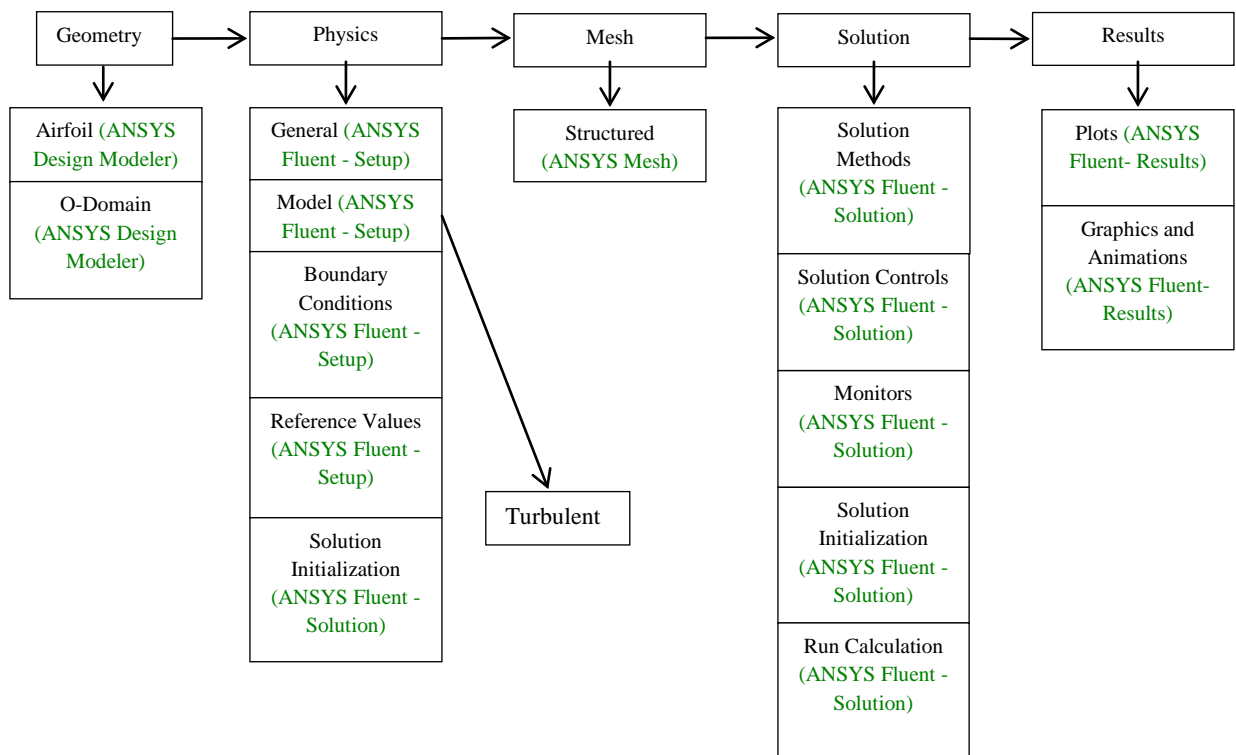 Geometry
Physics
Mesh
Solution
Results
Airfoil (ANSYS
Design Modeler)
O-Domain
(ANSYS Design
Modeler)
General (ANSYS
Fluent - Setup)
Model (ANSYS
Fluent - Setup)
Boundary
Conditions
(ANSYS Fluent -
Setup)
Reference Values
(ANSYS Fluent -
Setup)
Solution
Initialization
(ANSYS Fluent -
Solution)
Turbulent
Structured
(ANSYS Mesh)
Solution
Methods
(ANSYS Fluent -
Solution)
Solution Controls
(ANSYS Fluent -
Solution)
Monitors
(ANSYS Fluent -
Solution)
Solution
Initialization
(ANSYS Fluent -
Solution)
Run Calculation
(ANSYS Fluent -
Solution)
Plots (ANSYS
Fluent- Results)
Graphics and
Animations
(ANSYS Fluent-
Results)